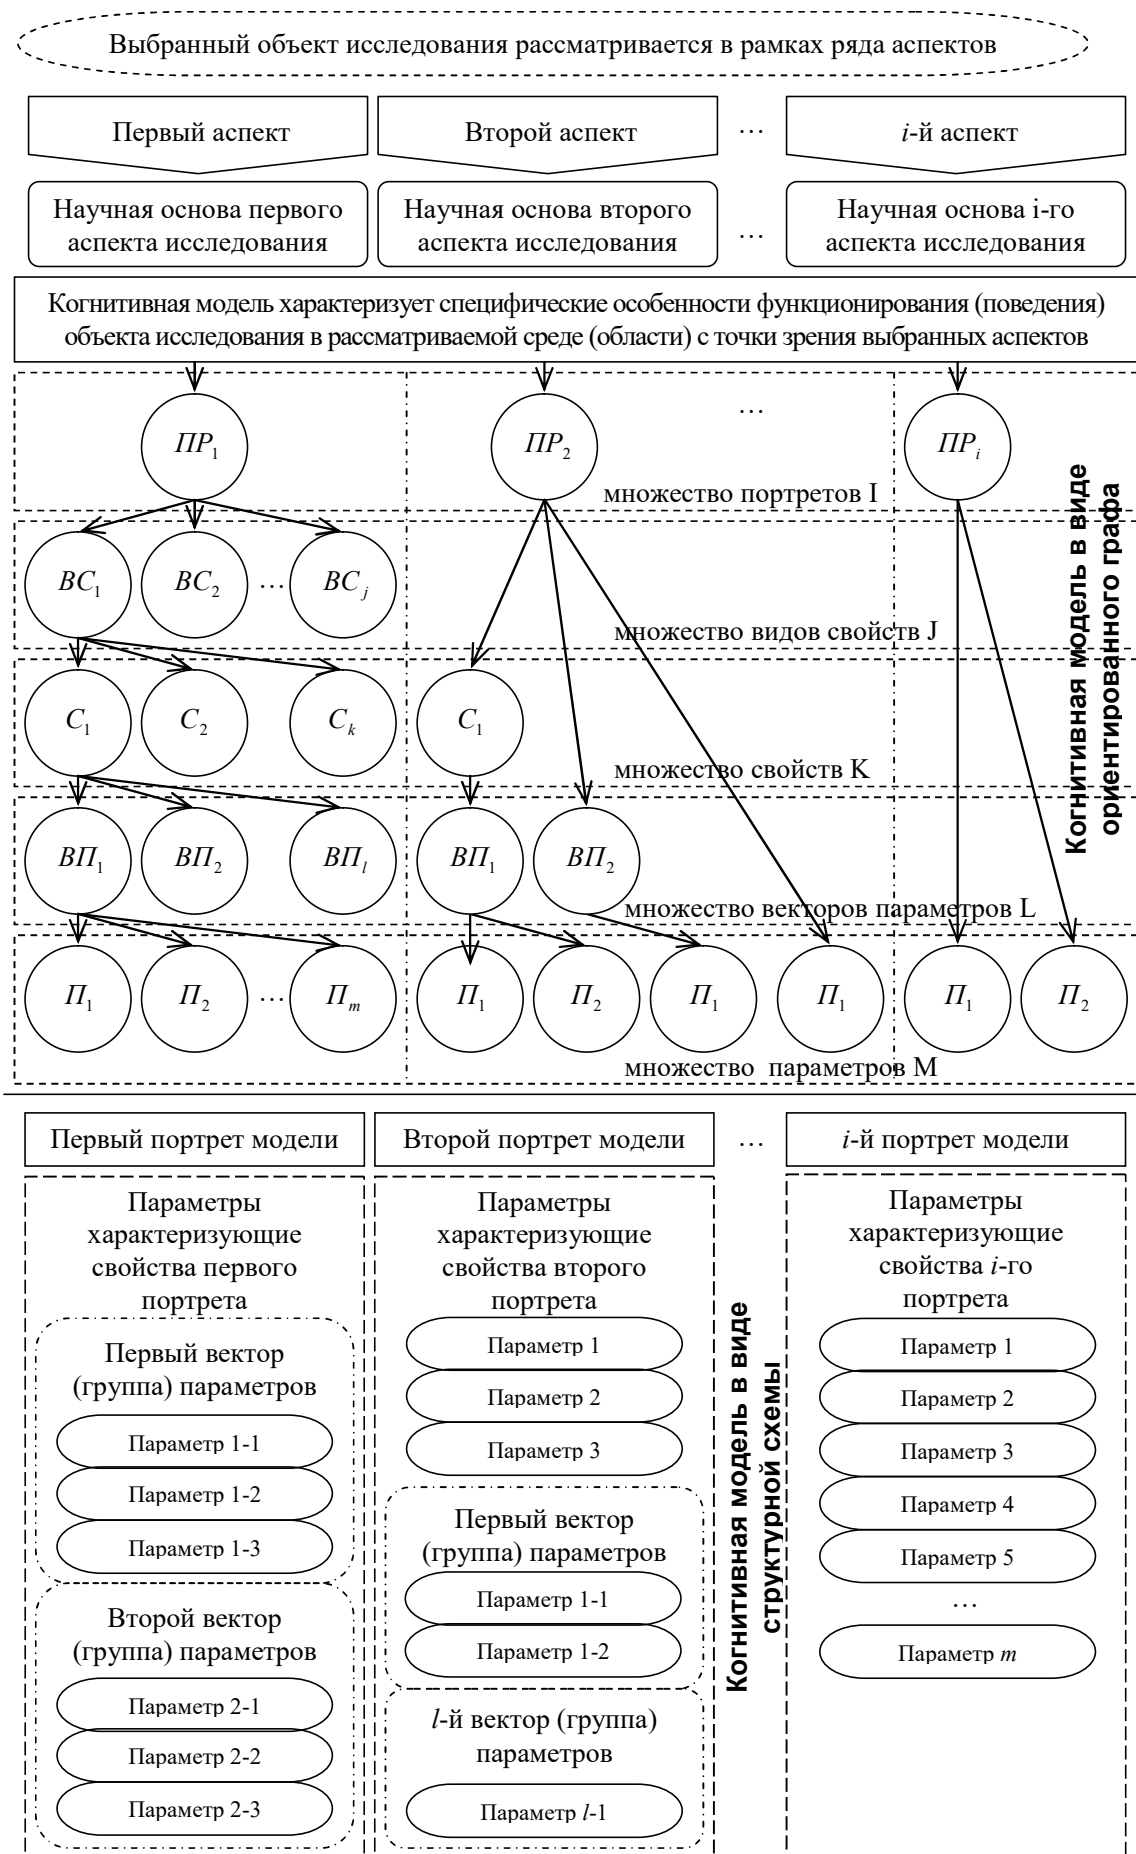 Выбранный объект исследования рассматривается в рамках ряда аспектов
Первый аспект
Второй аспект
…
i-й аспект
Научная основа первого
аспекта исследования
Научная основа второго
аспекта исследования
…
Научная основа i-го
аспекта исследования
Когнитивная модель характеризует специфические особенности функционирования (поведения)
объекта исследования в рассматриваемой среде (области) с точки зрения выбранных аспектов
ПР1
ПР2
…
ПРi
множество портретов I
ВС1
ВС2
…
ВСj
множество видов свойств J
С1
С2
Сk
С1
множество свойств K
ВП1
ВП2
ВПl
ВП1
ВП2
множество векторов параметров L
П1
П2
…
Пm
П1
П2
П1
П1
П1
П2
множество параметров M
Когнитивная модель в виде
ориентированного графа
Первый портрет модели
Второй портрет модели
…
i-й портрет модели
Параметры
характеризующие
свойства первого
портрета
Первый вектор
(группа) параметров
Параметр 1-1
Параметр 1-2
Параметр 1-3
Второй вектор
(группа) параметров
Параметр 2-1
Параметр 2-2
Параметр 2-3
Параметры
характеризующие
свойства второго
портрета
Параметр 1
Параметр 2
Параметр 3
Первый вектор
(группа) параметров
Параметр 1-1
Параметр 1-2
l-й вектор (группа)
параметров
Параметр l-1
Когнитивная модель в виде
структурной схемы
Параметры
характеризующие
свойства i-го
портрета
Параметр 1
Параметр 2
Параметр 3
Параметр 4
Параметр 5
…
Параметр m